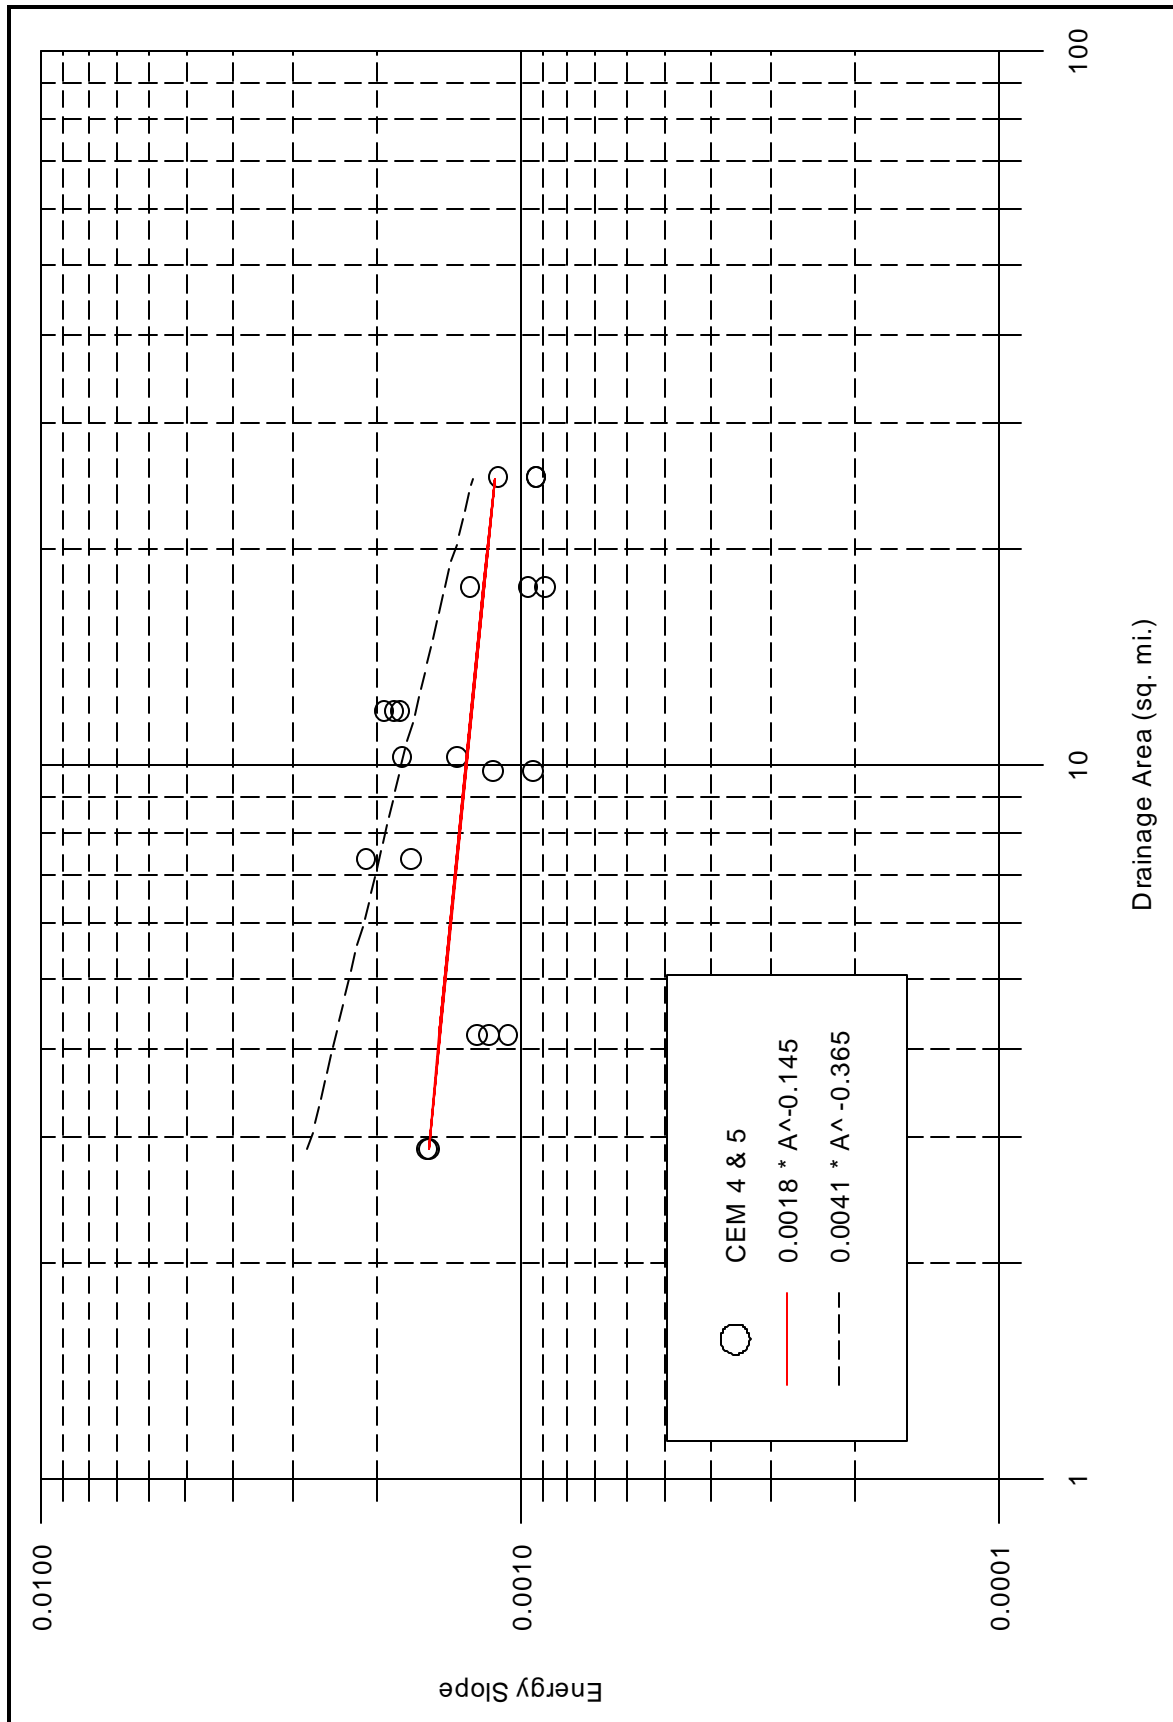 0.0100
0.0010
0.0001
Energy Slope
CEM 4 & 5
0.0018 * A^-0.145
0.0041 * A^ -0.365
1
10
100
Drainage Area (sq. mi.)